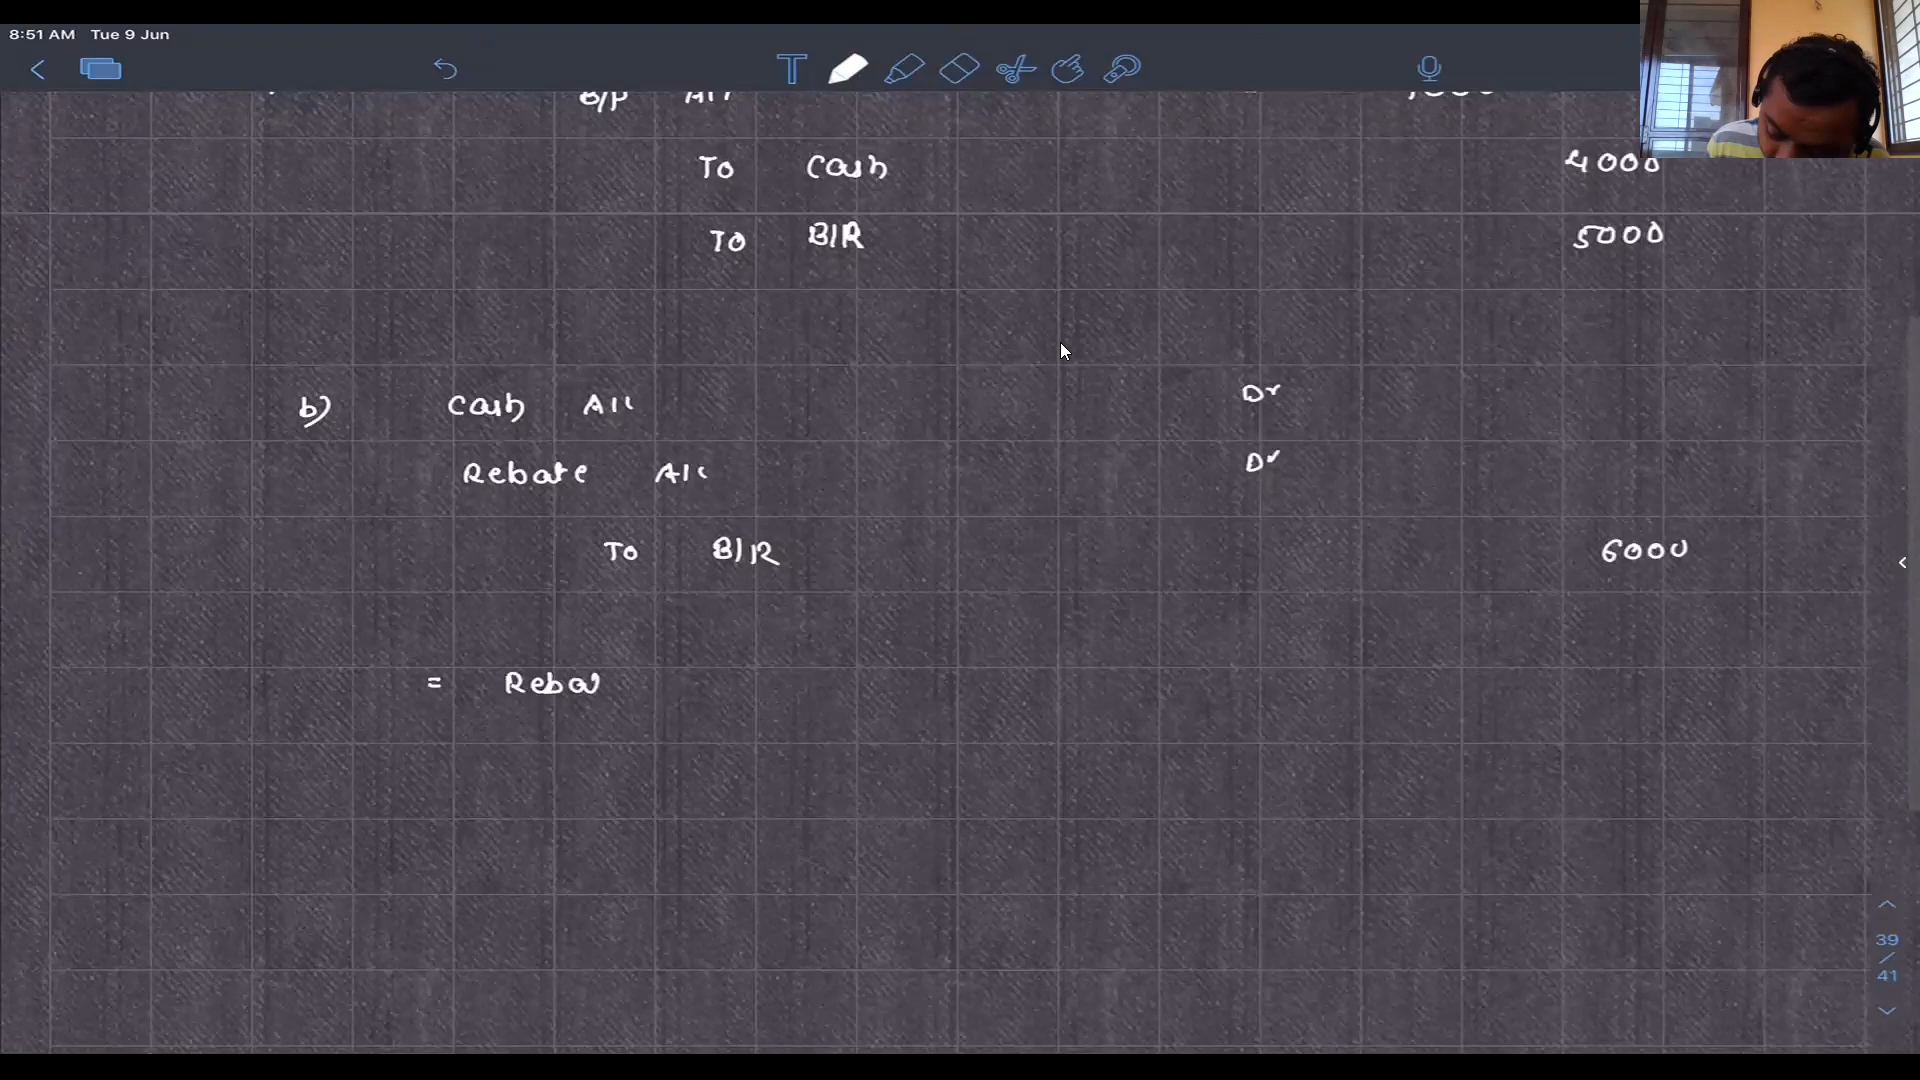 8:51 AM Tue 9 Jun
To Cash 4000
To B/R 5000
b) Cash A/c Dr
Rebate A/c Dr
To B/R 6000
= Reba
39
/
41